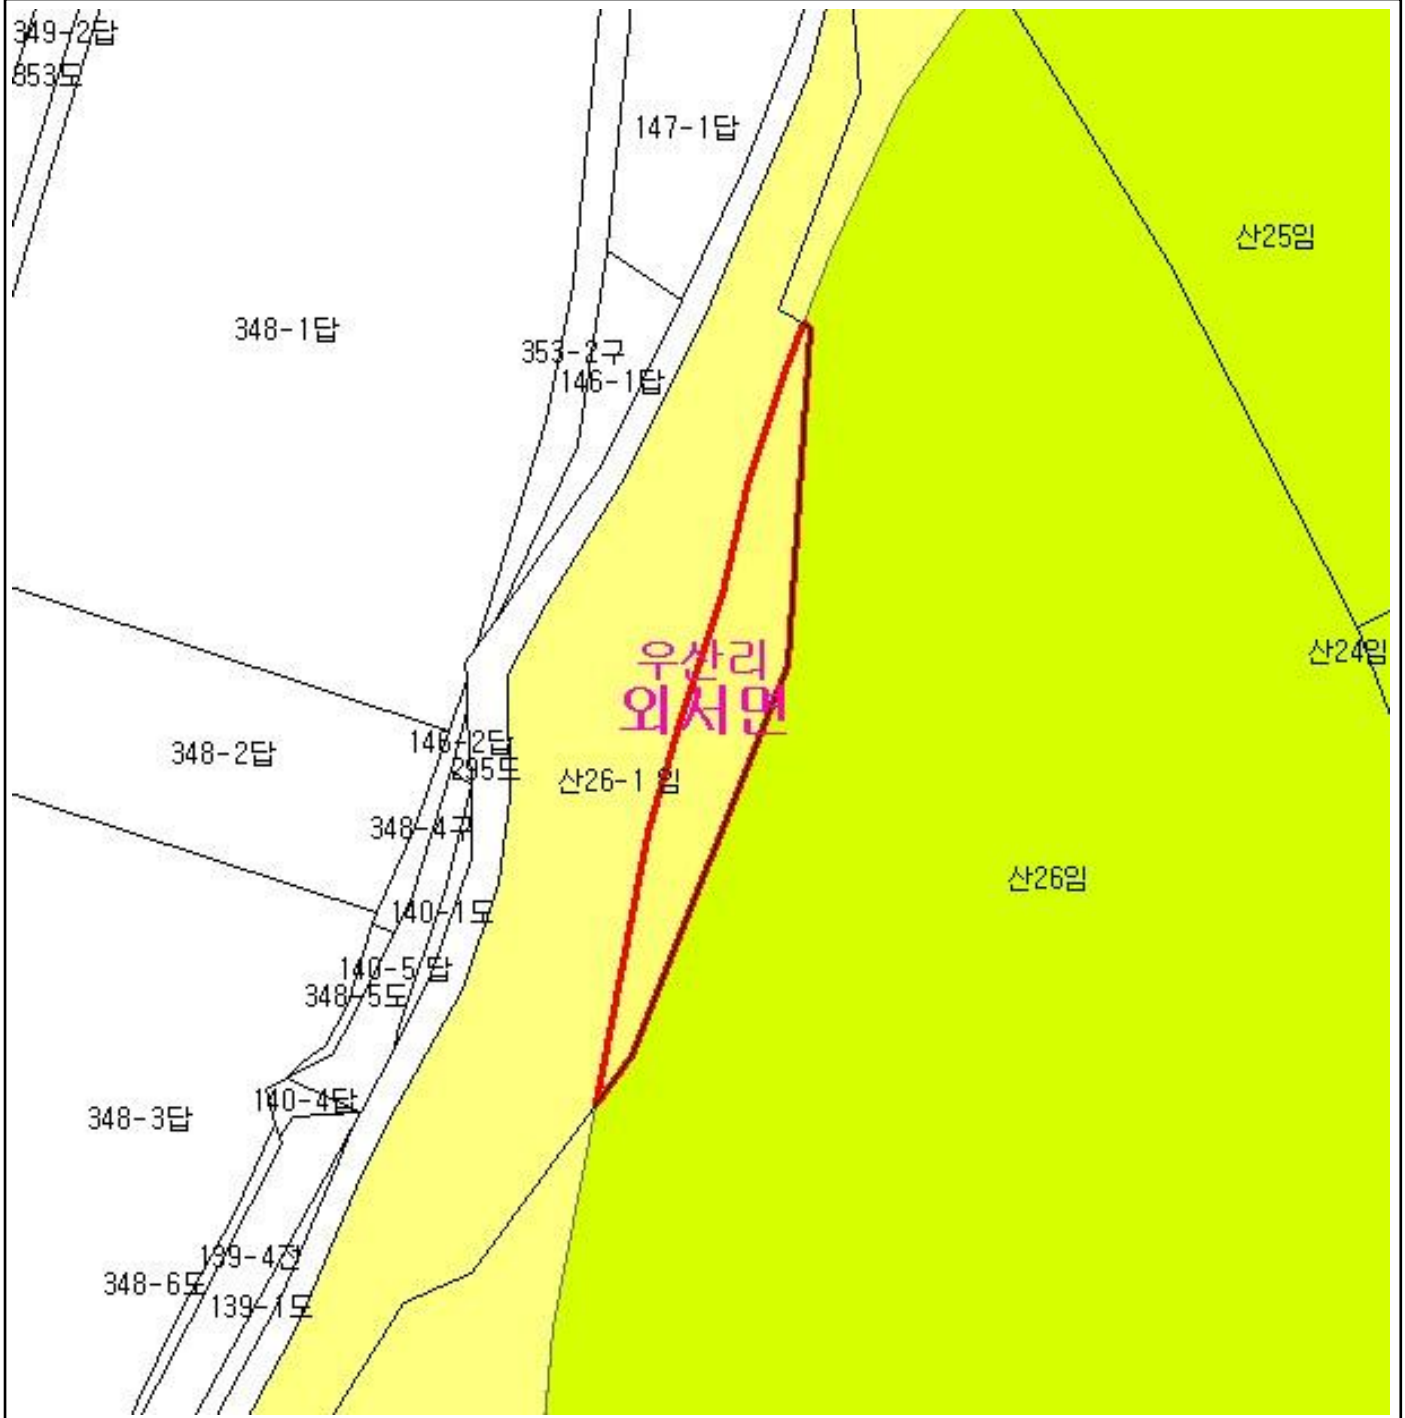 349-2답
353도
147-1답
산25임
348-1답
353-2구
146-1답
우산리
외서면
산24임
146-2답
348-2답
295도
산26-1 임
348-4구
산26임
140-1도
140-5답
348-5도
140-4답
348-3답
139-4전
348-6도
139-1도